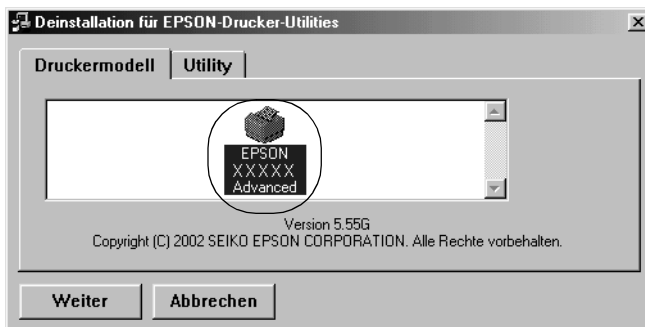 Deinstallation für EPSON-Drucker-Utilities
Druckermodell
Utility
EPSON
XXXXX
Advanced
Version 5.55G
Copyright (C) 2002 SEIKO EPSON CORPORATION. Alle Rechte vorbehalten.
Weiter
Abbrechen